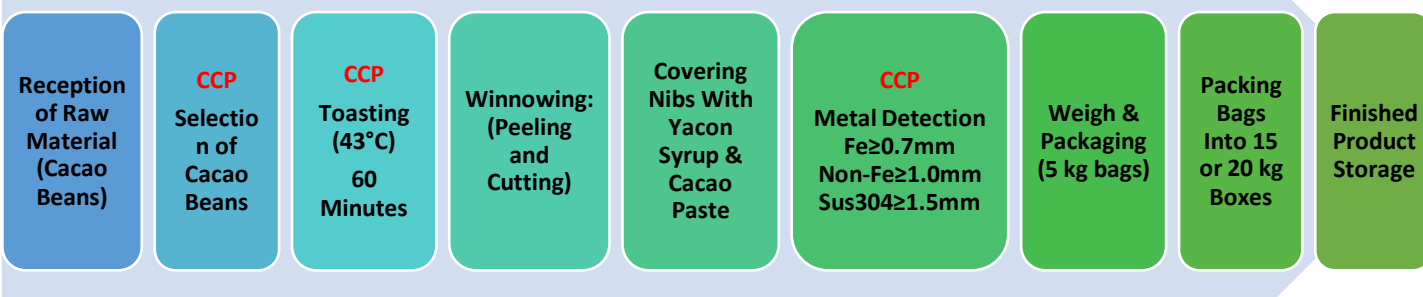 Reception
of Raw
Material
(Cacao
Beans)
CCP
Selectio
n of
Cacao
Beans
CCP
Toasting
(43°C)
60
Minutes
Winnowing:
(Peeling
and
Cutting)
Covering
Nibs With
Yacon
Syrup &
Cacao
Paste
CCP
Metal Detection
Fe≥0.7mm
Non-Fe≥1.0mm
Sus304≥1.5mm
Weigh &
Packaging
(5 kg bags)
Packing
Bags
Into 15
or 20 kg
Boxes
Finished
Product
Storage